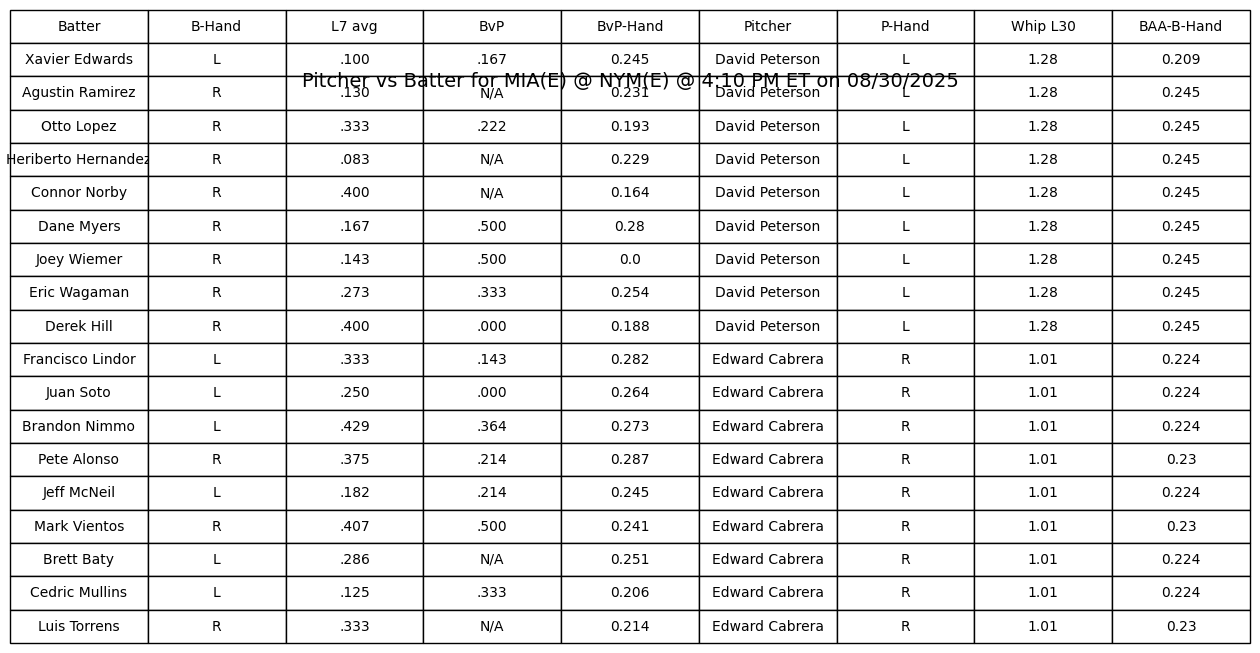 Batter B-Hand L7 avg BvP BvP-Hand Pitcher P-Hand Whip L30 BAA-B-Hand
Xavier Edwards L .100 .167 0.245 David Peterson L 1.28 0.209
Pitcher vs Batter for MIA(E) @ NYM(E) @ 4:10 PM ET on 08/30/2025
Agustin Ramirez R .130 N/A 0.231 David Peterson L 1.28 0.245
Otto Lopez R .333 .222 0.193 David Peterson L 1.28 0.245
Heriberto Hernandez R .083 N/A 0.229 David Peterson L 1.28 0.245
Connor Norby R .400 N/A 0.164 David Peterson L 1.28 0.245
Dane Myers R .167 .500 0.28 David Peterson L 1.28 0.245
Joey Wiemer R .143 .500 0.0 David Peterson L 1.28 0.245
Eric Wagaman R .273 .333 0.254 David Peterson L 1.28 0.245
Derek Hill R .400 .000 0.188 David Peterson L 1.28 0.245
Francisco Lindor L .333 .143 0.282 Edward Cabrera R 1.01 0.224
Juan Soto L .250 .000 0.264 Edward Cabrera R 1.01 0.224
Brandon Nimmo L .429 .364 0.273 Edward Cabrera R 1.01 0.224
Pete Alonso R .375 .214 0.287 Edward Cabrera R 1.01 0.23
Jeff McNeil L .182 .214 0.245 Edward Cabrera R 1.01 0.224
Mark Vientos R .407 .500 0.241 Edward Cabrera R 1.01 0.23
Brett Baty L .286 N/A 0.251 Edward Cabrera R 1.01 0.224
Cedric Mullins L .125 .333 0.206 Edward Cabrera R 1.01 0.224
Luis Torrens R .333 N/A 0.214 Edward Cabrera R 1.01 0.23